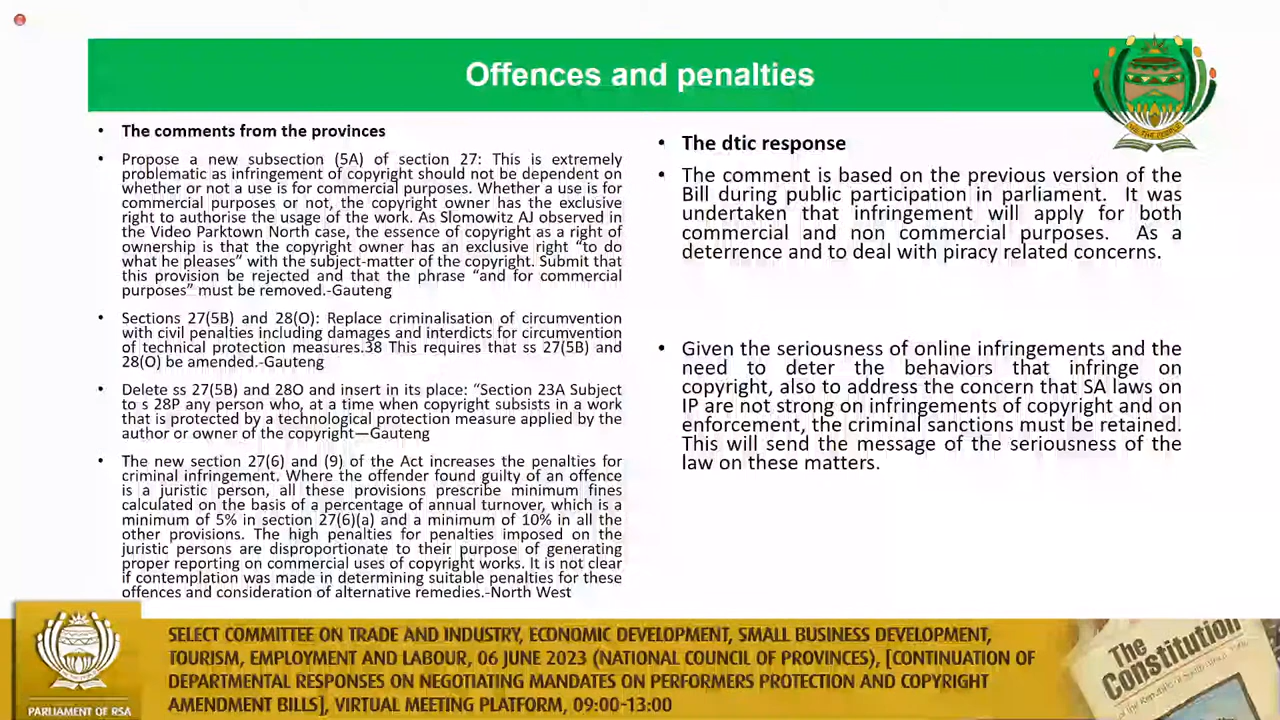 Offences and penalties
• The comments from the provinces
• Propose a new subsection (5A) of section 27: This is extremely
problematic as infringement of copyright should not be dependent on
whether or not a use is for commercial purposes. Whether a use is for
commercial purposes or not, the copyright owner has the exclusive
right to authorise the usage of the work. As Slomowitz AJ observed in
the Video Parktown North case, the essence of copyright as a right of
ownership is that the copyright owner has an exclusive right “to do
what he pleases” with the subject-matter of the copyright. Submit that
this provision be rejected and that the phrase “and for commercial
purposes” must be removed.-Gauteng
• Sections 27(5B) and 28(O): Replace criminalisation of circumvention
with civil penalties including damages and interdicts for circumvention
of technical protection measures.38 This requires that ss 27(5B) and
28(O) be amended.-Gauteng
• Delete ss 27(5B) and 28O and insert in its place: “Section 23A Subject
to s 28P any person who, at a time when copyright subsists in a work
that is protected by a technological protection measure applied by the
author or owner of the copyright—Gauteng
• The new section 27(6) and (9) of the Act increases the penalties for
criminal infringement. Where the offender found guilty of an offence
is a juristic person, all these provisions prescribe minimum fines
calculated on the basis of a percentage of annual turnover, which is a
minimum of 5% in section 27(6)(a) and a minimum of 10% in all the
other provisions. The high penalties for penalties imposed on the
juristic persons are disproportionate to their purpose of generating
proper reporting on commercial uses of copyright works. It is not clear
if contemplation was made in determining suitable penalties for these
offences and consideration of alternative remedies.-North West
• The dtic response
• The comment is based on the previous version of the
Bill during public participation in parliament. It was
undertaken that infringement will apply for both
commercial and non commercial purposes. As a
deterrence and to deal with piracy related concerns.
• Given the seriousness of online infringements and the
need to deter the behaviors that infringe on
copyright, also to address the concern that SA laws on
IP are not strong on infringements of copyright and on
enforcement, the criminal sanctions must be retained.
This will send the message of the seriousness of the
law on these matters.
SELECT COMMITTEE ON TRADE AND INDUSTRY, ECONOMIC DEVELOPMENT, SMALL BUSINESS DEVELOPMENT,
TOURISM, EMPLOYMENT AND LABOUR, 06 JUNE 2023 (NATIONAL COUNCIL OF PROVINCES), [CONTINUATION OF
DEPARTMENTAL RESPONSES ON NEGOTIATING MANDATES ON PERFORMERS PROTECTION AND COPYRIGHT
AMENDMENT BILLS], VIRTUAL MEETING PLATFORM, 09:00-13:00
PARLIAMENT OF RSA
The
Constitution